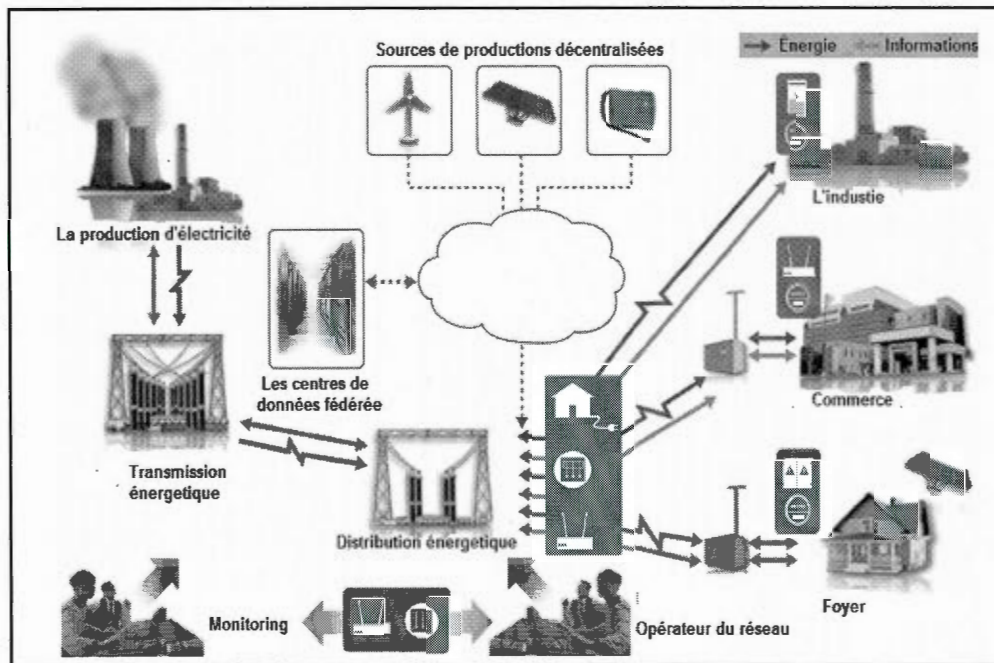 Sources de productions décentralisées
Énergie
Informations
La production d'électricité
L'industie
Les centres de
données fédérée
Commerce
Transmission
énergetique
Distribution énergetique
Foyer
Monitoring
Opérateur du réseau